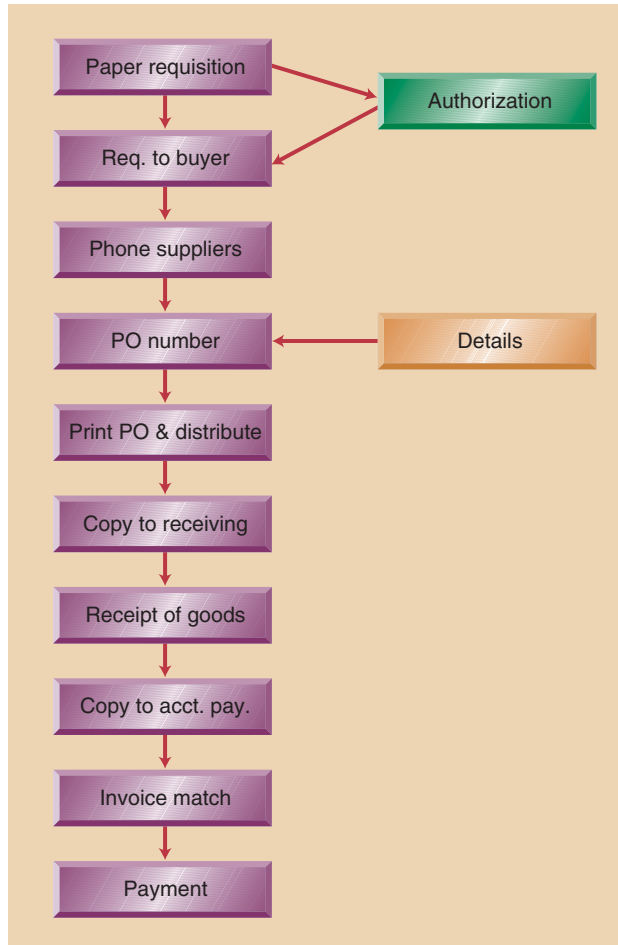 Paper requisition
Authorization
Req. to buyer
Phone suppliers
PO number
Details
Print PO & distribute
Copy to receiving
Receipt of goods
Copy to acct. pay.
Invoice match
Payment